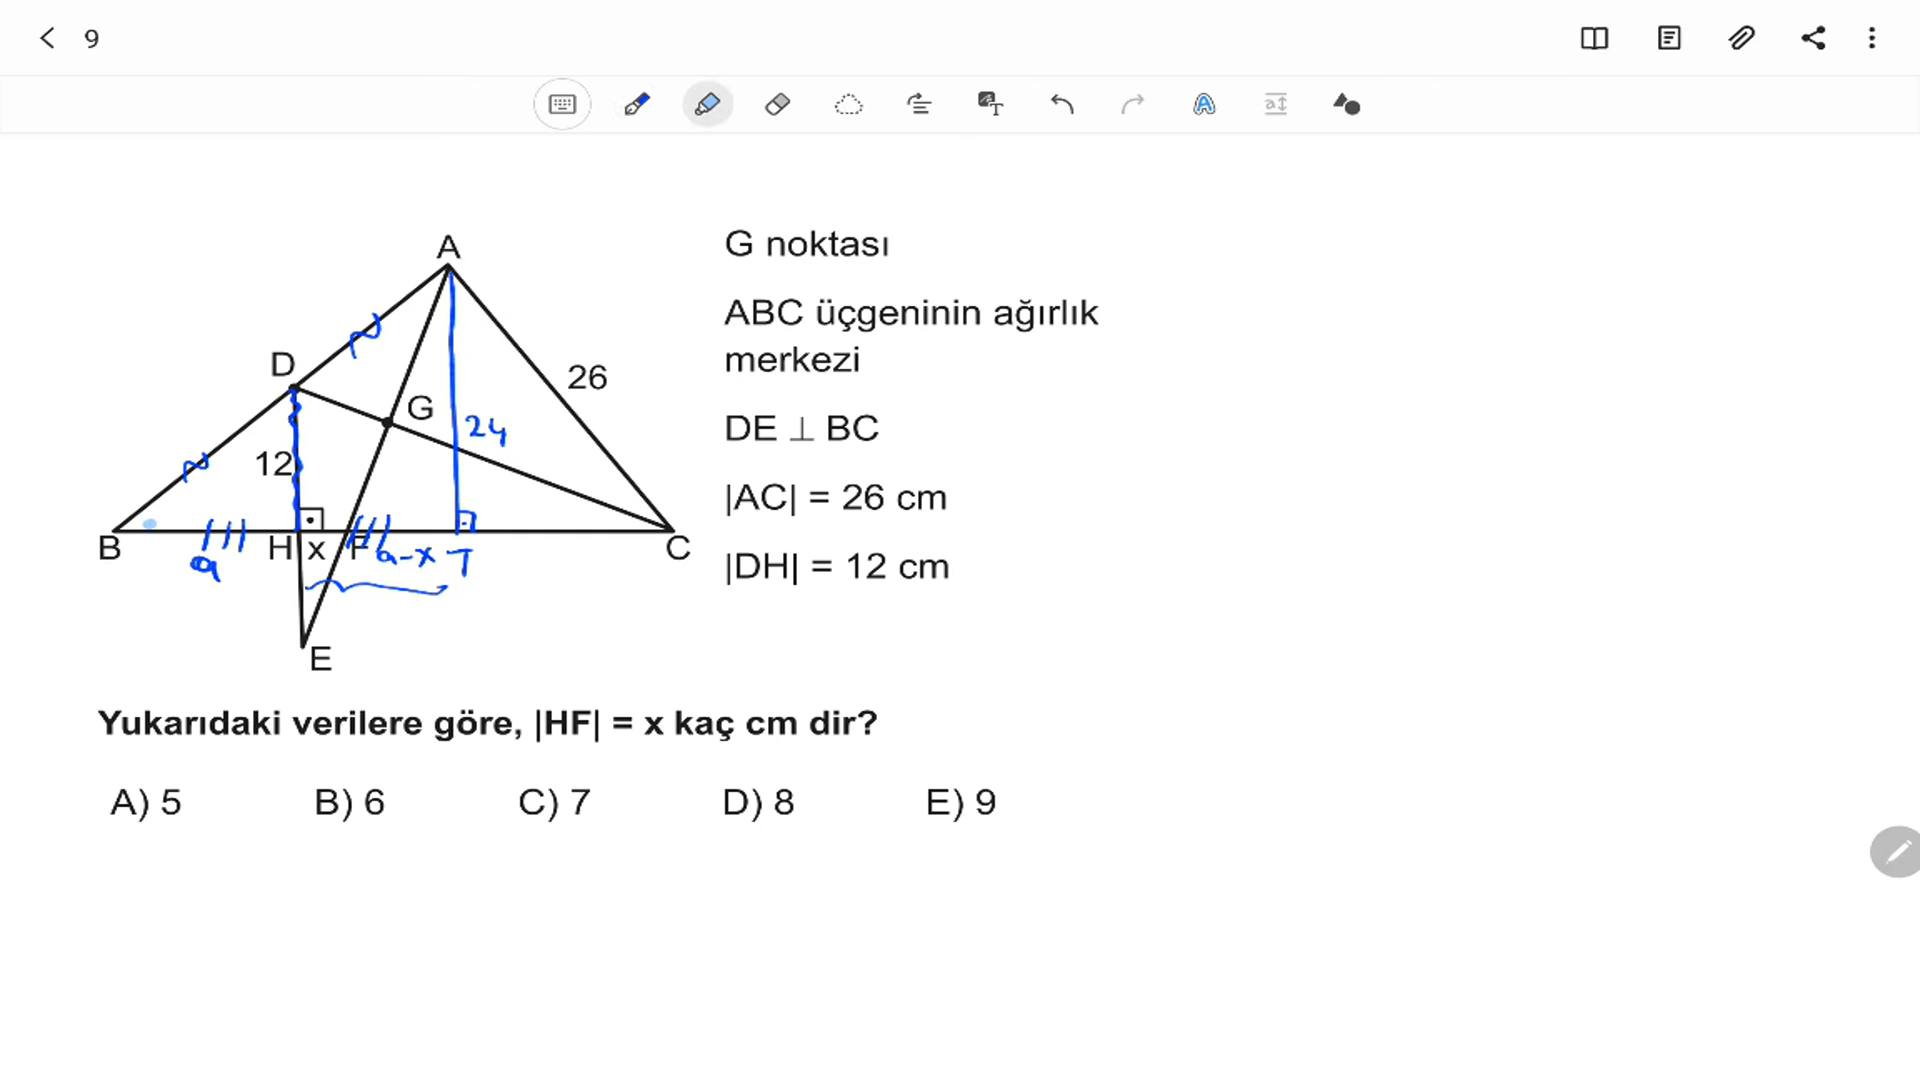 9
A
G noktası
ABC üçgeninin ağırlık
merkezi
D
26
G
24
DE ⊥ BC
12
|AC| = 26 cm
B
H x F
C
a
a-x T
|DH| = 12 cm
E
Yukarıdaki verilere göre, |HF| = x kaç cm dir?
A) 5 B) 6 C) 7 D) 8 E) 9